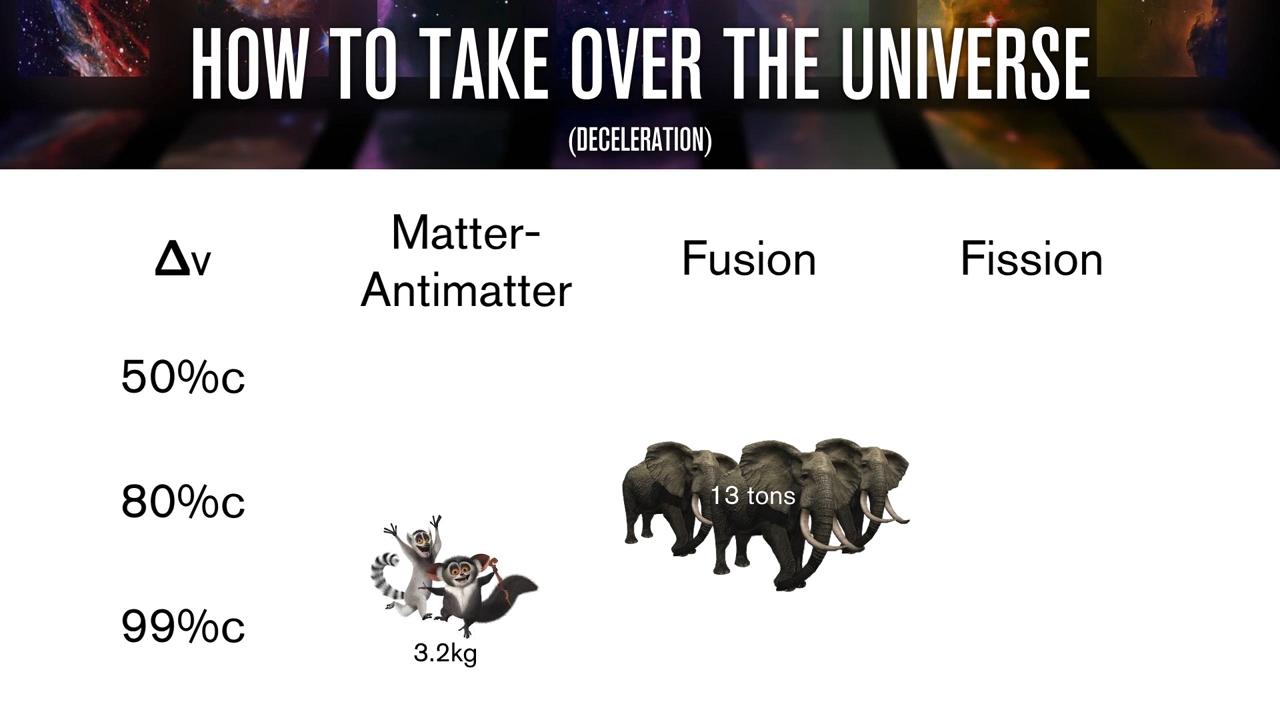 HOW TO TAKE OVER THE UNIVERSE
(DECELERATION)
Δv
Matter-
Antimatter
Fusion
Fission
50%c
80%c
13 tons
99%c
3.2kg